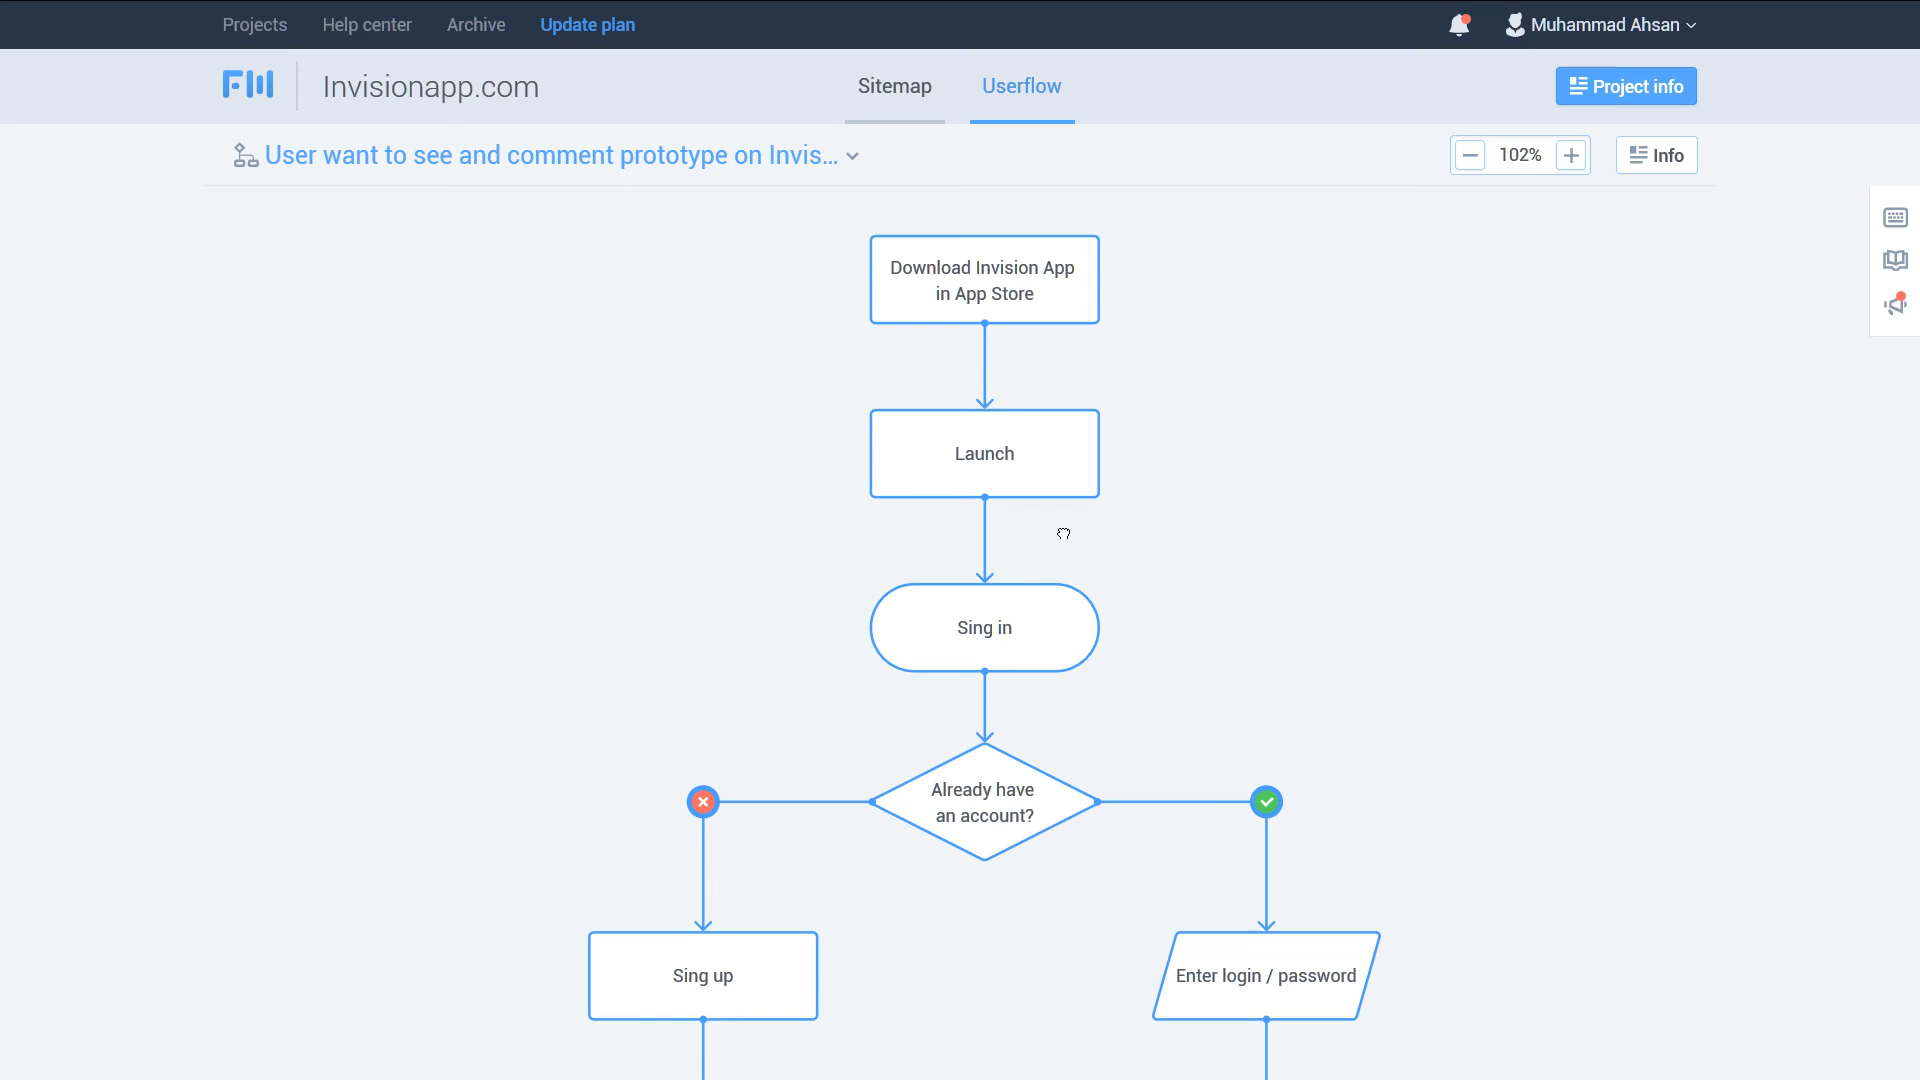 Projects
Help center
Archive
Update plan
Muhammad Ahsan
Invisionapp.com
Sitemap
Userflow
Project info
User want to see and comment prototype on Invis...
102%
Info
Download Invision App
in App Store
Launch
Sing in
Already have
an account?
Sing up
Enter login / password